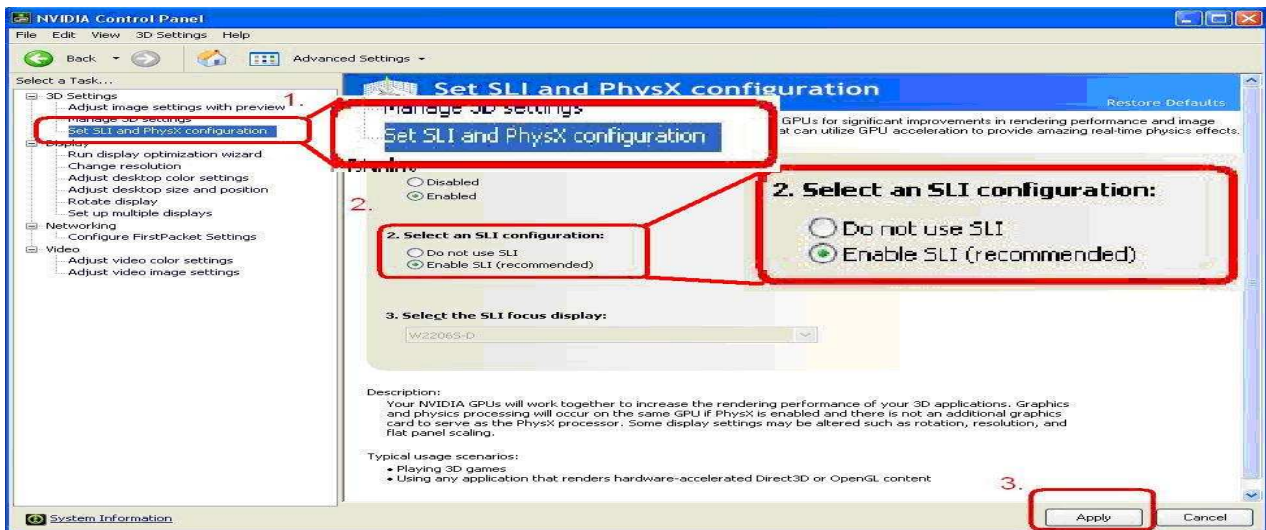 NVIDIA Control Panel
File Edit View 3D Settings Help
Back Advanced Settings
Select a Task...
3D Settings
Adjust image settings with preview
Manage 3D settings
Set SLI and PhysX configuration
Display
Run display optimization wizard
Change resolution
Adjust desktop color settings
Adjust desktop size and position
Rotate display
Set up multiple displays
Networking
Configure FirstPacket Settings
Video
Adjust video color settings
Adjust video image settings
System Information
1.
Set SLI and PhysX configuration
Restore Defaults
Manage 3D settings
Set SLI and PhysX configuration
GPUs for significant improvements in rendering performance and image
at can utilize GPU acceleration to provide amazing real-time physics effects.
Disabled
Enabled
2.
2. Select an SLI configuration:
Do not use SLI
Enable SLI (recommended)
2. Select an SLI configuration:
Do not use SLI
Enable SLI (recommended)
3. Select the SLI focus display:
W2206S-D
Description:
Your NVIDIA GPUs will work together to increase the rendering performance of your 3D applications. Graphics
and physics processing will occur on the same GPU if PhysX is enabled and there is not an additional graphics
card to serve as the PhysX processor. Some display settings may be altered such as rotation, resolution, and
flat panel scaling.
Typical usage scenarios:
• Playing 3D games
• Using any application that renders hardware-accelerated Direct3D or OpenGL content
3.
Apply Cancel